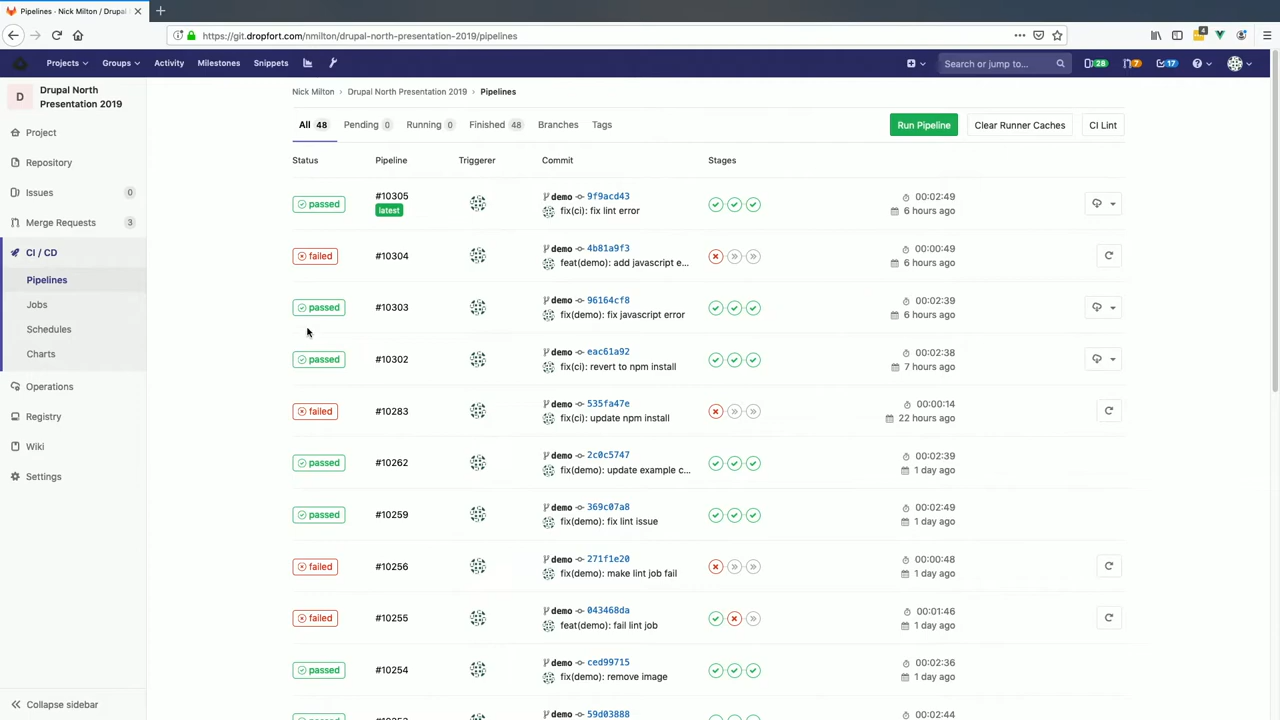 Pipelines · Nick Milton / Drupal
https://git.dropfort.com/nmilton/drupal-north-presentation-2019/pipelines
4
Projects Groups Activity Milestones Snippets Search or jump to... 28 7 17
D Drupal North Presentation 2019
Project
Repository
Issues 0
Merge Requests 3
CI / CD
Pipelines
Jobs
Schedules
Charts
Operations
Registry
Wiki
Settings
Collapse sidebar
Nick Milton > Drupal North Presentation 2019 > Pipelines
All 48 Pending 0 Running 0 Finished 48 Branches Tags Run Pipeline Clear Runner Caches CI Lint
Status Pipeline Triggerer Commit Stages
passed #10305 latest demo 9f9acd43 00:02:49
fix(ci): fix lint error 6 hours ago
failed #10304 demo 4b81a9f3 00:00:49
feat(demo): add javascript e... 6 hours ago
passed #10303 demo 96164cf8 00:02:39
fix(demo): fix javascript error 6 hours ago
passed #10302 demo eac61a92 00:02:38
fix(ci): revert to npm install 7 hours ago
failed #10283 demo 535fa47e 00:00:14
fix(ci): update npm install 22 hours ago
passed #10262 demo 2c0c5747 00:02:39
fix(demo): update example c... 1 day ago
passed #10259 demo 369c07a8 00:02:49
fix(demo): fix lint issue 1 day ago
failed #10256 demo 271f1e20 00:00:48
fix(demo): make lint job fail 1 day ago
failed #10255 demo 043468da 00:01:46
feat(demo): fail lint job 1 day ago
passed #10254 demo ced99715 00:02:36
fix(demo): remove image 1 day ago
demo 59d03888 00:02:44